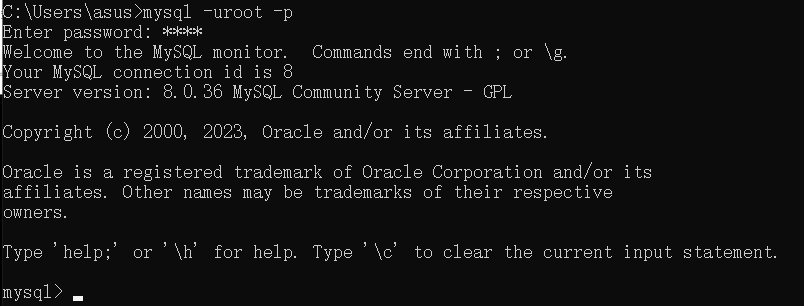 C:\Users\asus>mysql -uroot -p
Enter password: ****
Welcome to the MySQL monitor.  Commands end with ; or \g.
Your MySQL connection id is 8
Server version: 8.0.36 MySQL Community Server - GPL

Copyright (c) 2000, 2023, Oracle and/or its affiliates.

Oracle is a registered trademark of Oracle Corporation and/or its
affiliates. Other names may be trademarks of their respective
owners.

Type 'help;' or '\h' for help. Type '\c' to clear the current input statement.

mysql>